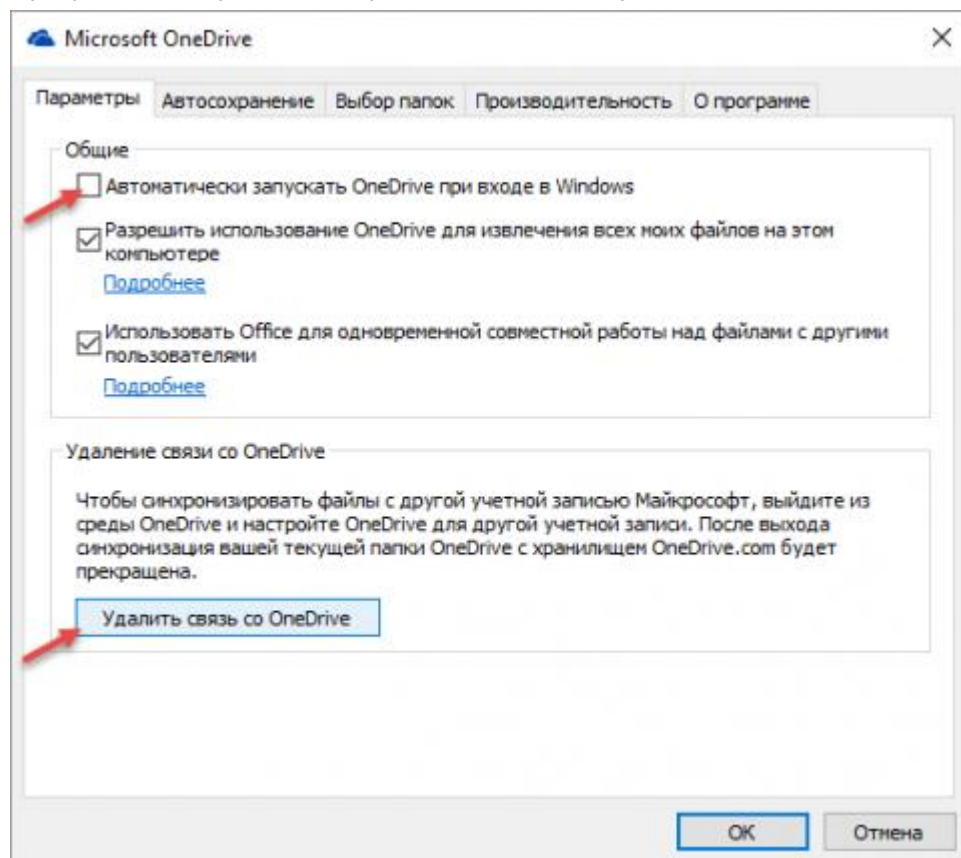 Microsoft OneDrive
Параметры Автосохранение Выбор папок Производительность О программе
Общие
Автоматически запускать OneDrive при входе в Windows
Разрешить использование OneDrive для извлечения всех моих файлов на этом
компьютере
Подробнее
Использовать Office для одновременной совместной работы над файлами с другими
пользователями
Подробнее
Удаление связи со OneDrive
Чтобы синхронизировать файлы с другой учетной записью Майкрософт, выйдите из
среды OneDrive и настройте OneDrive для другой учетной записи. После выхода
синхронизация вашей текущей папки OneDrive с хранилищем OneDrive.com будет
прекращена.
Удалить связь со OneDrive
OK Отмена